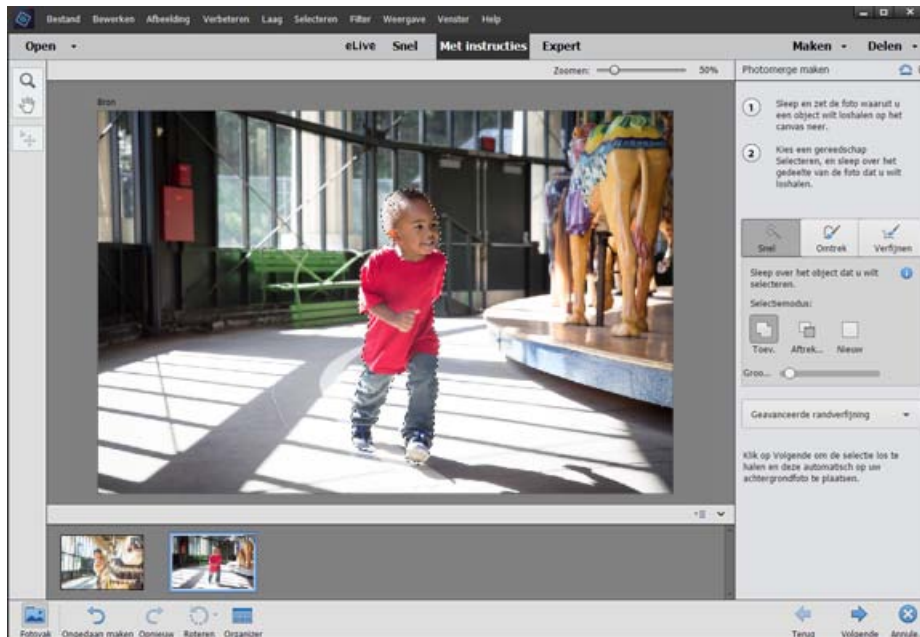 Bestand Bewerken Afbeelding Verbeteren Laag Selecteren Filter Weergave Venster Help
Open eLive Snel Met instructies Expert Maken Delen
Zoomen: 50% Photomerge maken
Bron
1 Sleep en zet de foto waaruit u
een object wilt loshalen op het
canvas neer.
2 Kies een gereedschap
Selecteren, en sleep over het
gedeelte van de foto dat u wilt
loshalen.
Snel Omtrek Verfijnen
Sleep over het object dat u wilt
selecteren.
Selectiemodus:
Toev. Aftrek... Nieuw
Groo...
Geavanceerde randverfijning
Klik op Volgende om de selectie los te
halen en deze automatisch op uw
achtergrondfoto te plaatsen.
Fotovak Ongedaan maken Opnieuw Roteren Organizer Terug Volgende